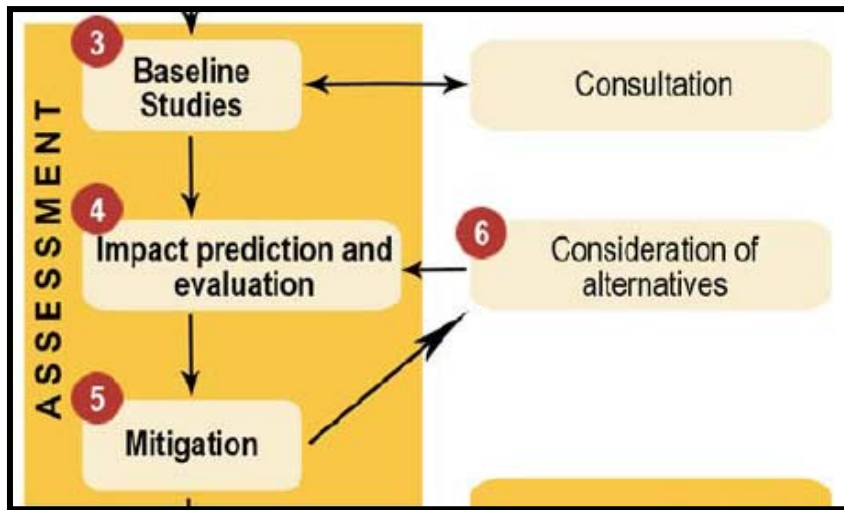 ASSESSMENT
3
Baseline
Studies
Consultation
4
Impact prediction and
evaluation
6
Consideration of
alternatives
5
Mitigation